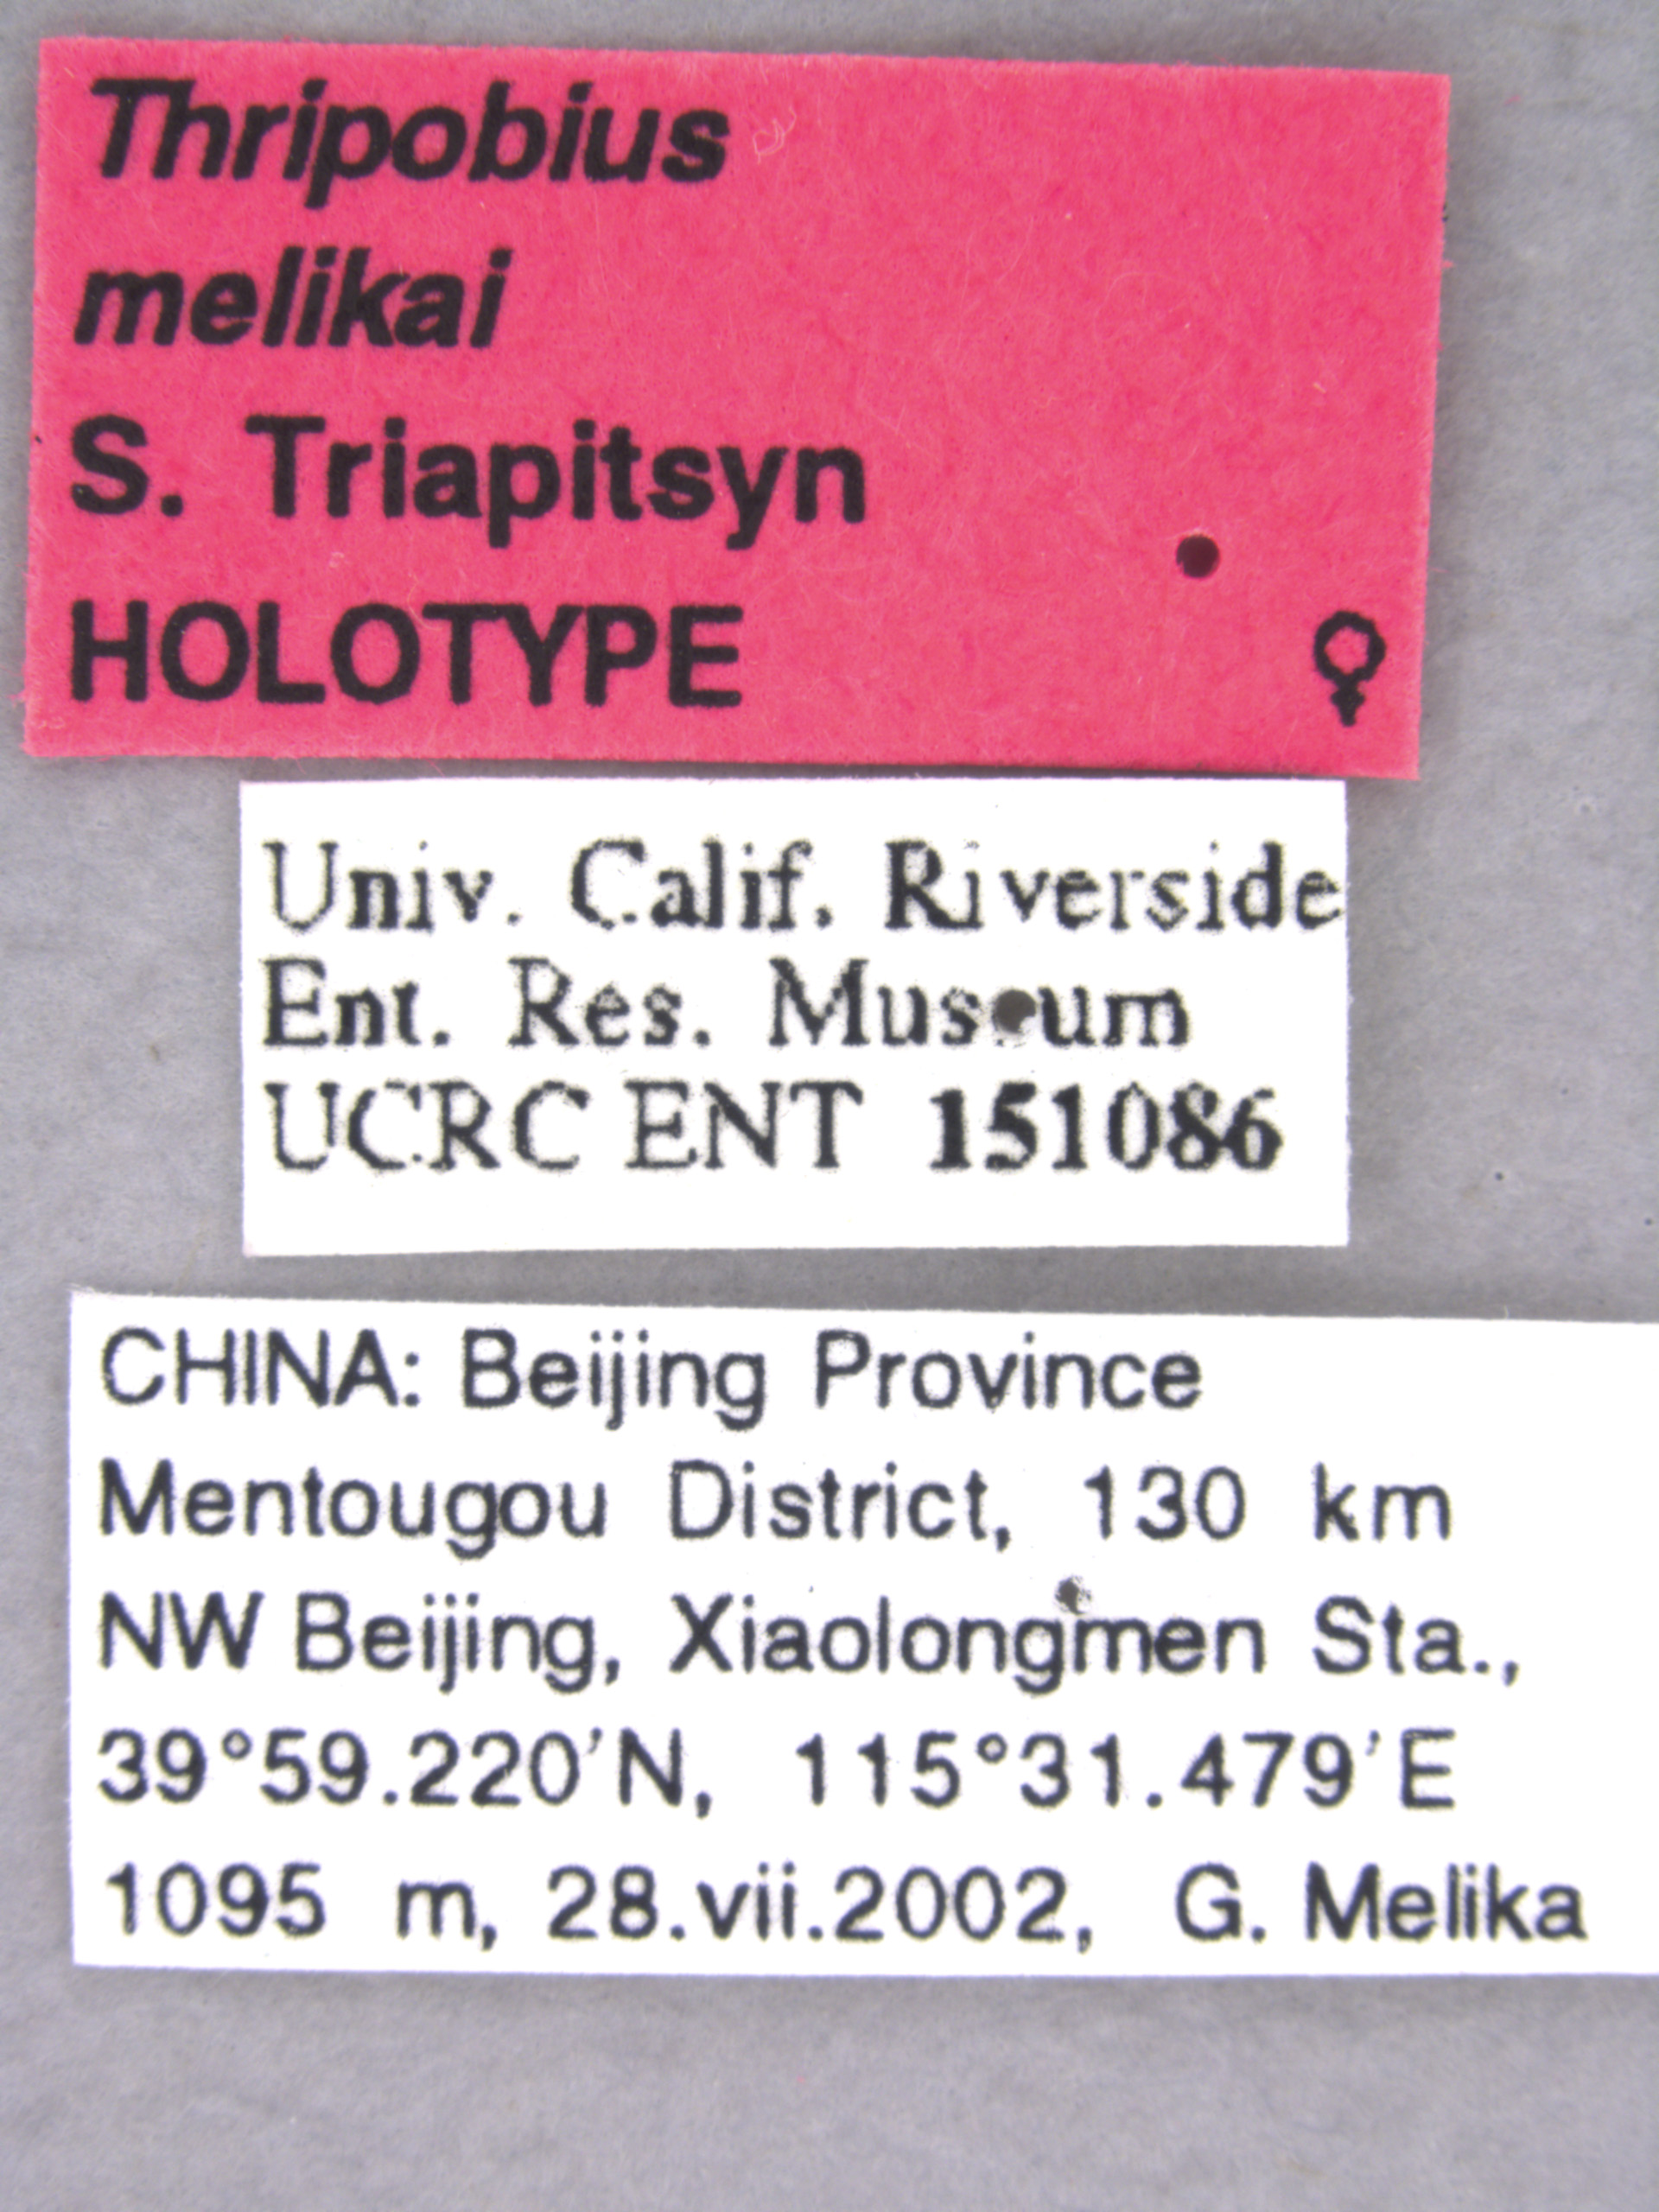 Thripobius
melikai
S. Triapitsyn
HOLOTYPE ♀
Univ. Calif. Riverside
Ent. Res. Museum
UCRC ENT 151086
CHINA: Beijing Province
Mentougou District, 130 km
NW Beijing, Xiaolongmen Sta.,
39°59.220'N, 115°31.479'E
1095 m, 28.vii.2002, G. Melika